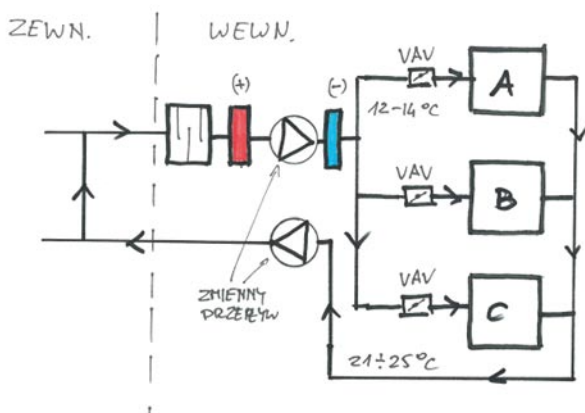 ZEWN.
WEWN.
(+)
(-)
VAV
A
12-14°C
VAV
B
VAV
C
ZMIENNY
PRZEPŁYW
21÷25°C